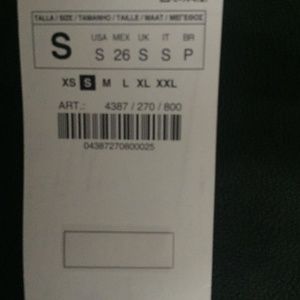 TALLA / SIZE / TAMANHO / TAILLE / MAAT / ΜΕΓΕΘΟΣ
S
USA MEX UK IT BR
S 26 S S P
XS S M L XL XXL
ART.: 4387 / 270 / 800
04387270800025